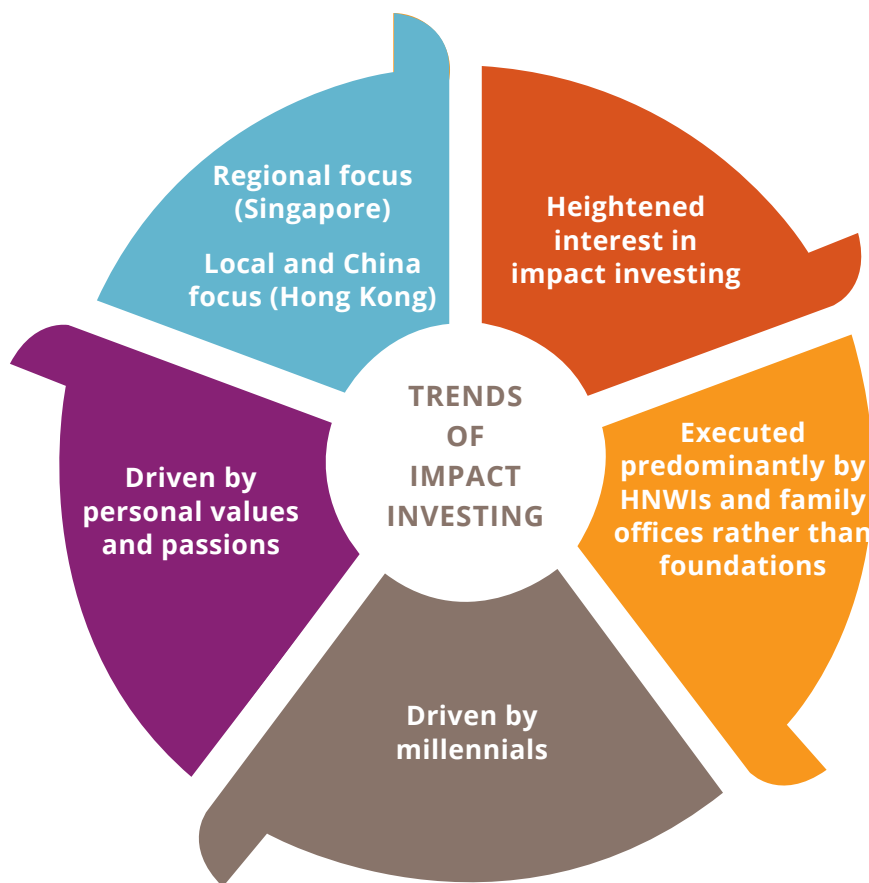 TRENDS
OF
IMPACT
INVESTING
Heightened
interest in
impact investing
Executed
predominantly by
HNWIs and family
offices rather than
foundations
Driven by
millennials
Driven by
personal values
and passions
Regional focus
(Singapore)
Local and China
focus (Hong Kong)